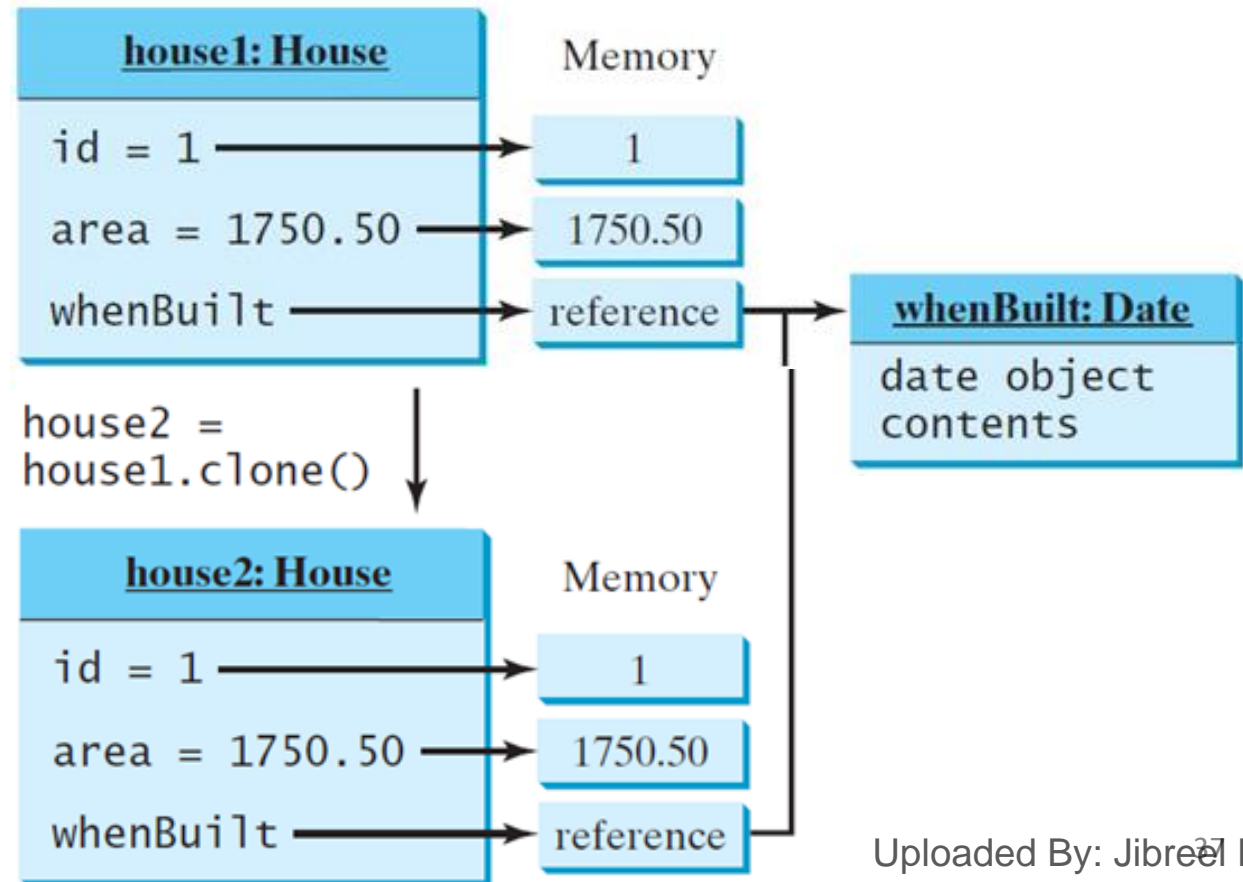 house1: House
Memory
id = 1
1
area = 1750.50
1750.50
whenBuilt
reference
whenBuilt: Date
date object
contents
house2 =
house1.clone()
house2: House
Memory
id = 1
1
area = 1750.50
1750.50
whenBuilt
reference
Uploaded By: Jibreel
37